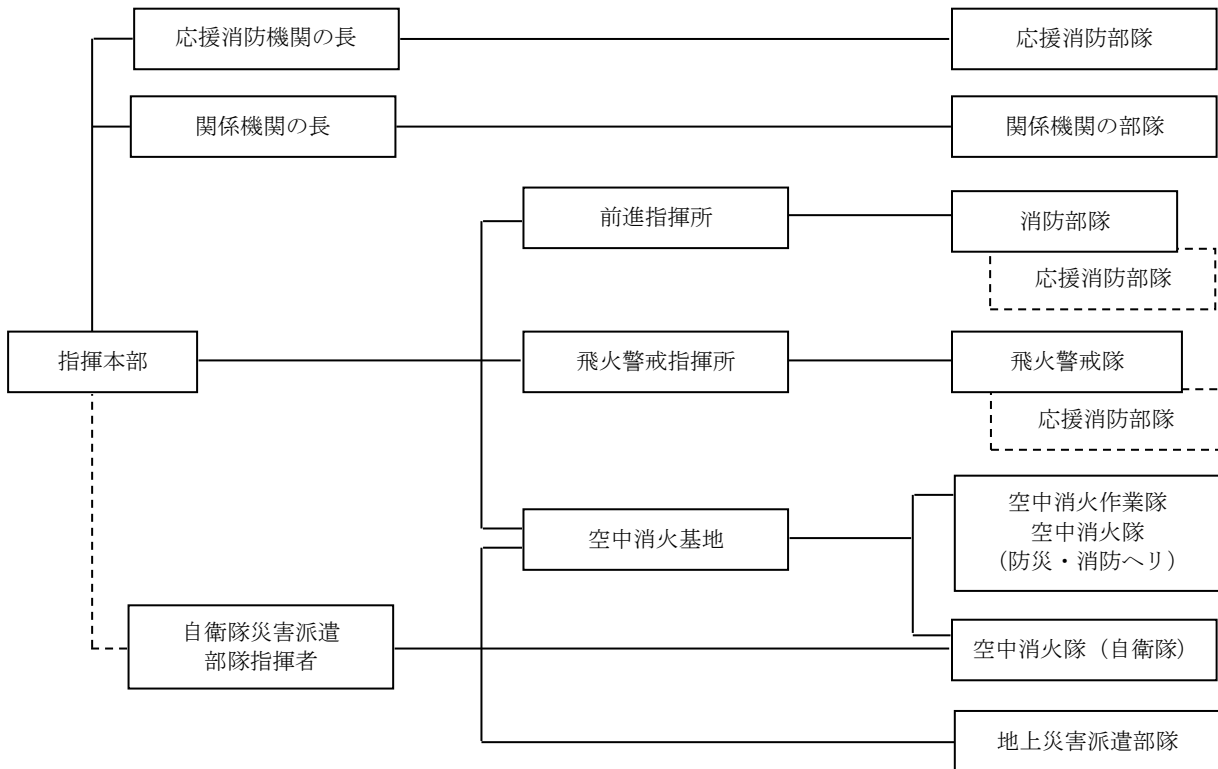 応援消防機関の長
応援消防部隊
関係機関の長
関係機関の部隊
前進指揮所
消防部隊
応援消防部隊
指揮本部
飛火警戒指揮所
飛火警戒隊
応援消防部隊
空中消火基地
空中消火作業隊
空中消火隊
（防災・消防ヘリ）
自衛隊災害派遣
部隊指揮者
空中消火隊（自衛隊）
地上災害派遣部隊